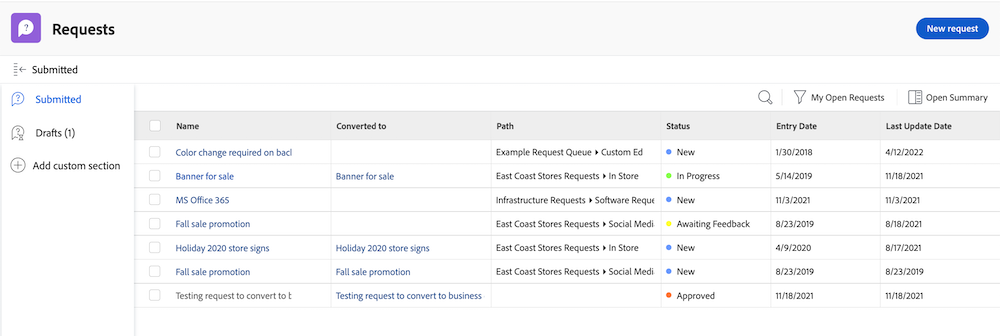 Requests
New request
Submitted
Submitted
Drafts (1)
Add custom section
My Open Requests
Open Summary
Name Converted to Path Status Entry Date Last Update Date
Color change required on bacl Example Request Queue Custom Ed New 1/30/2018 4/12/2022
Banner for sale Banner for sale East Coast Stores Requests In Store In Progress 5/14/2019 11/18/2021
MS Office 365 Infrastructure Requests Software Reque New 11/3/2021 11/3/2021
Fall sale promotion East Coast Stores Requests Social Medi Awaiting Feedback 8/23/2019 8/18/2021
Holiday 2020 store signs Holiday 2020 store signs East Coast Stores Requests In Store New 4/9/2020 8/17/2021
Fall sale promotion Fall sale promotion East Coast Stores Requests Social Medi New 8/23/2019 8/23/2019
Testing request to convert to b Testing request to convert to business Approved 11/18/2021 11/18/2021